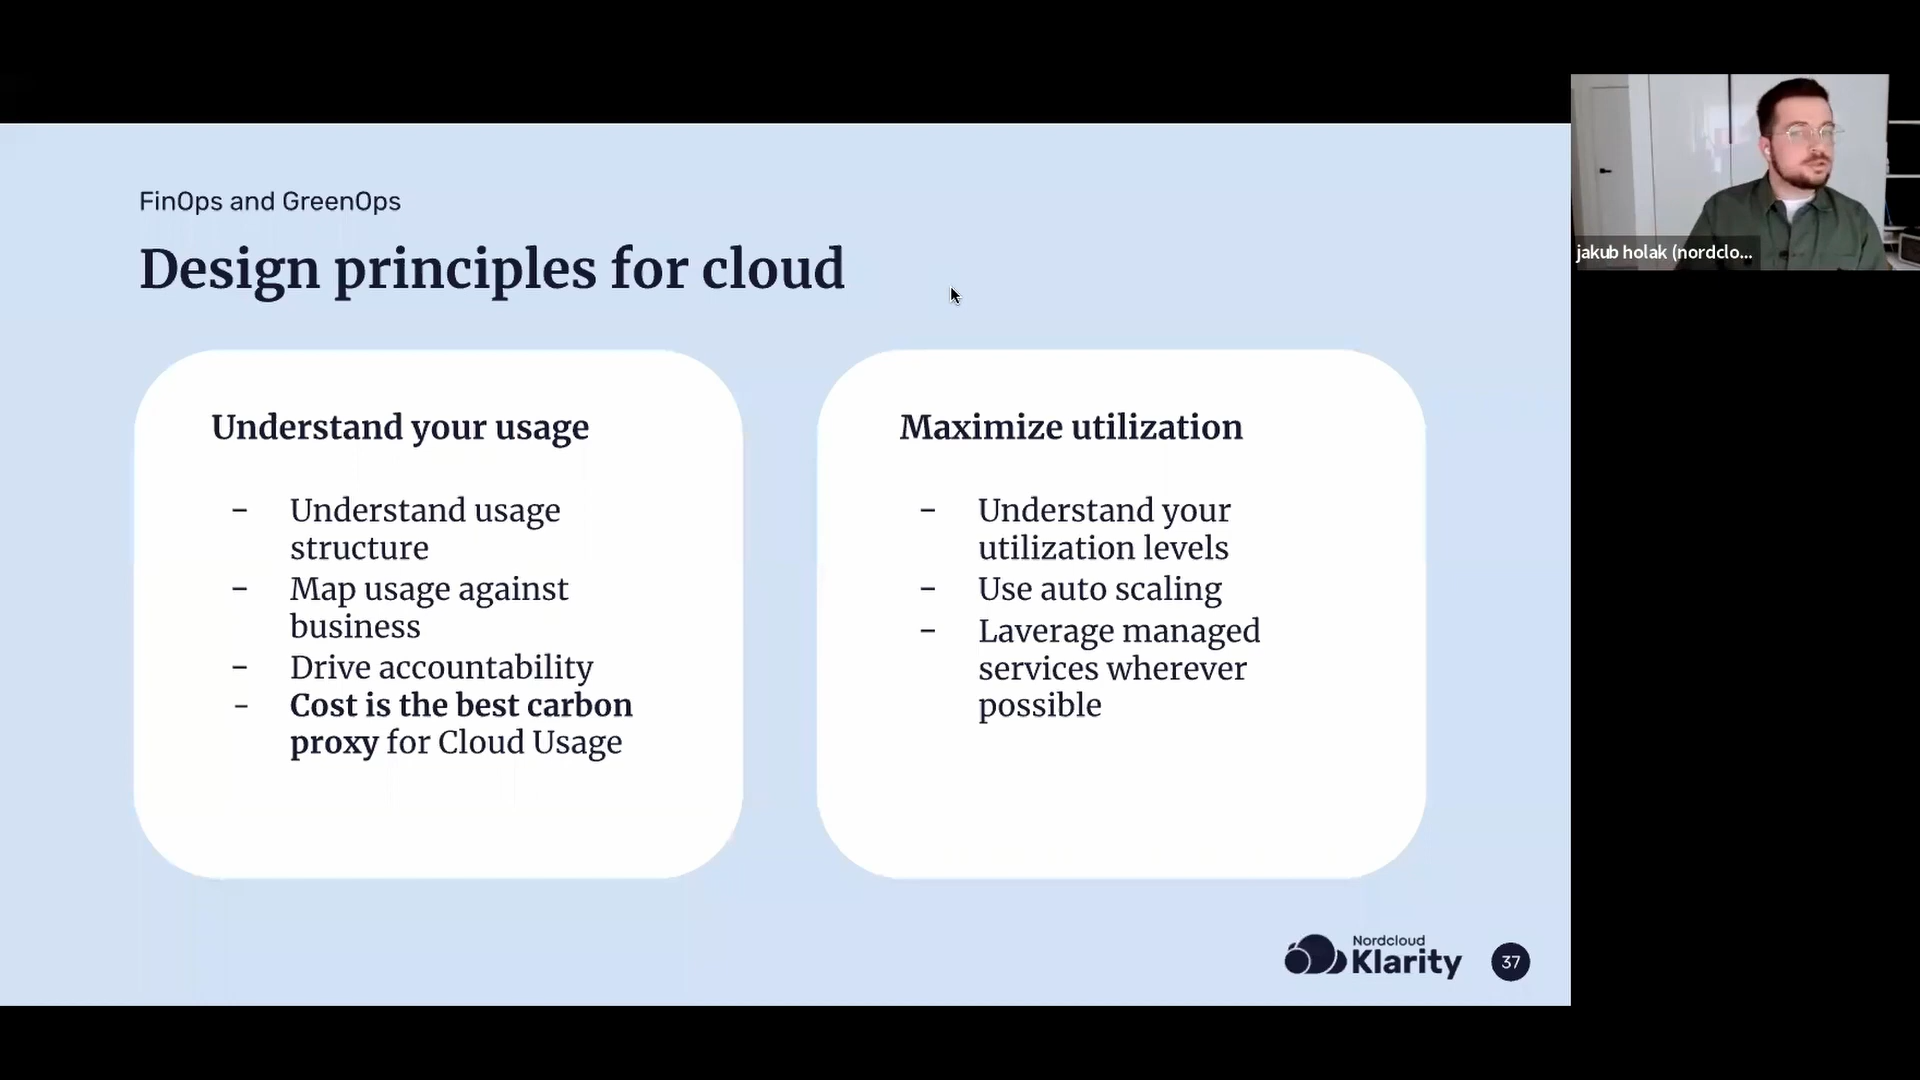 FinOps and GreenOps
Design principles for cloud
Understand your usage
- Understand usage
structure
- Map usage against
business
- Drive accountability
- Cost is the best carbon
proxy for Cloud Usage
Maximize utilization
- Understand your
utilization levels
- Use auto scaling
- Laverage managed
services wherever
possible
Nordcloud
Klarity
37
jakub holak (nordclo...